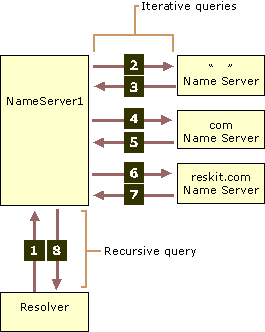 Iterative queries
2
“ ”
Name Server
3
NameServer1
4
com
Name Server
5
6
reskit.com
Name Server
7
1
8
Recursive query
Resolver